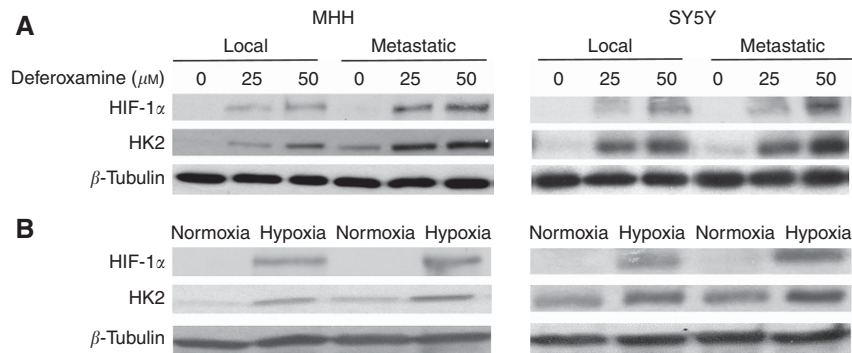 A
MHH SY5Y
Local Metastatic Local Metastatic
Deferoxamine (μM) 0 25 50 0 25 50 0 25 50 0 25 50
HIF-1α
HK2
β-Tubulin
B
Normoxia Hypoxia Normoxia Hypoxia Normoxia Hypoxia Normoxia Hypoxia
HIF-1α
HK2
β-Tubulin